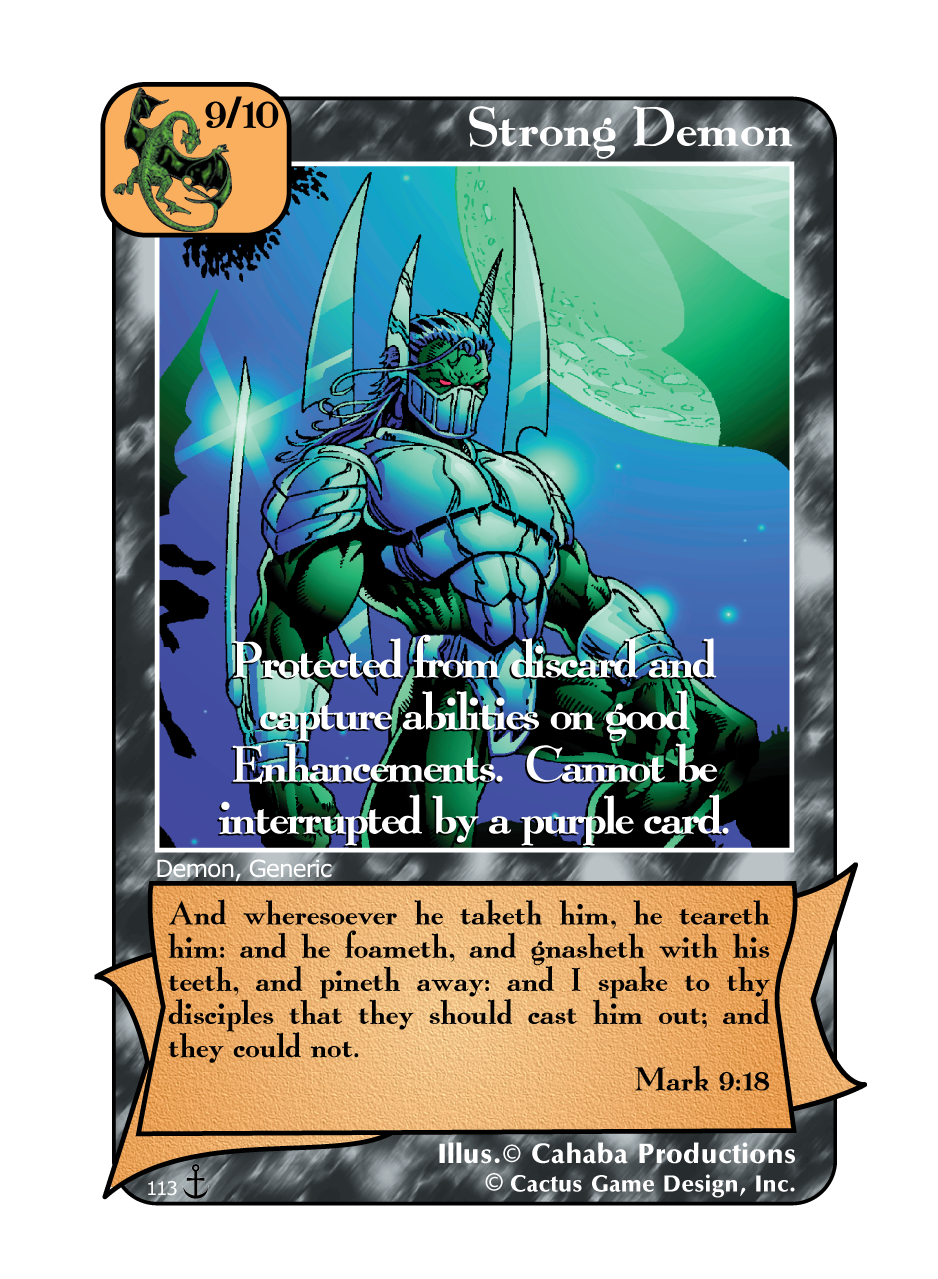 9/10
Strong Demon
Protected from discard and
capture abilities on good
Enhancements. Cannot be
interrupted by a purple card.
Demon, Generic
And wheresoever he taketh him, he teareth
him: and he foameth, and gnasheth with his
teeth, and pineth away: and I spake to thy
disciples that they should cast him out; and
they could not.
Mark 9:18
Illus.© Cahaba Productions
© Cactus Game Design, Inc.
113